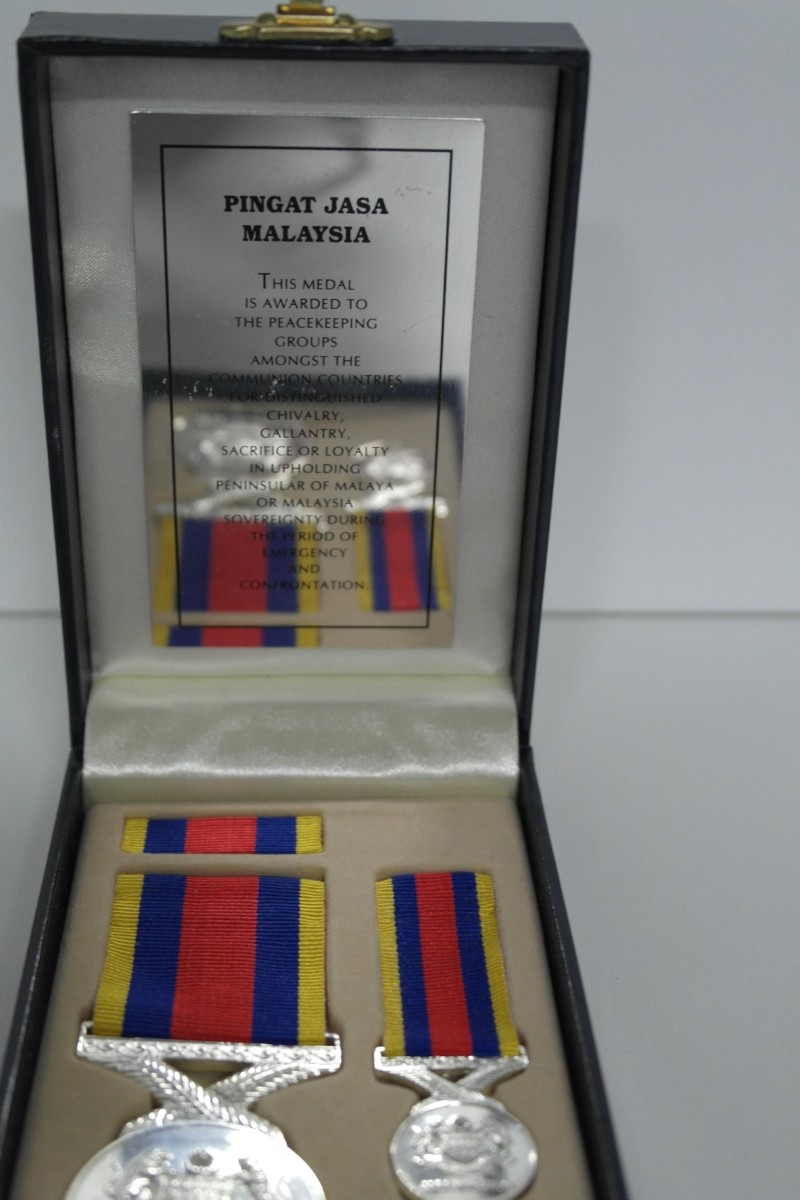 PINGAT JASA
MALAYSIA
THIS MEDAL
IS AWARDED TO
THE PEACEKEEPING
GROUPS
AMONGST THE
COMMUNION COUNTRIES
FOR DISTINGUISHED
CHIVALRY,
GALLANTRY,
SACRIFICE OR LOYALTY
IN UPHOLDING
PENINSULAR OF MALAYA
OR MALAYSIA
SOVEREIGNTY DURING
THE PERIOD OF
EMERGENCY
AND
CONFRONTATION.